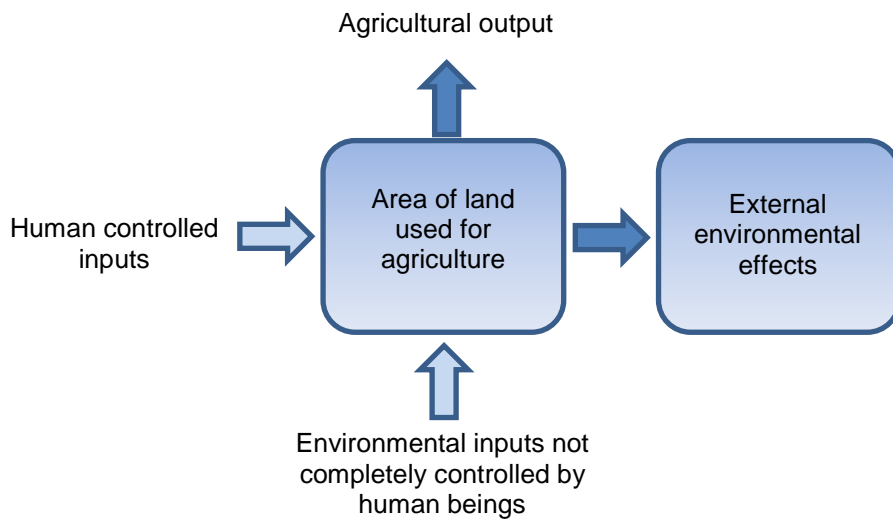 Agricultural output
Human controlled
inputs
Area of land
used for
agriculture
External
environmental
effects
Environmental inputs not
completely controlled by
human beings